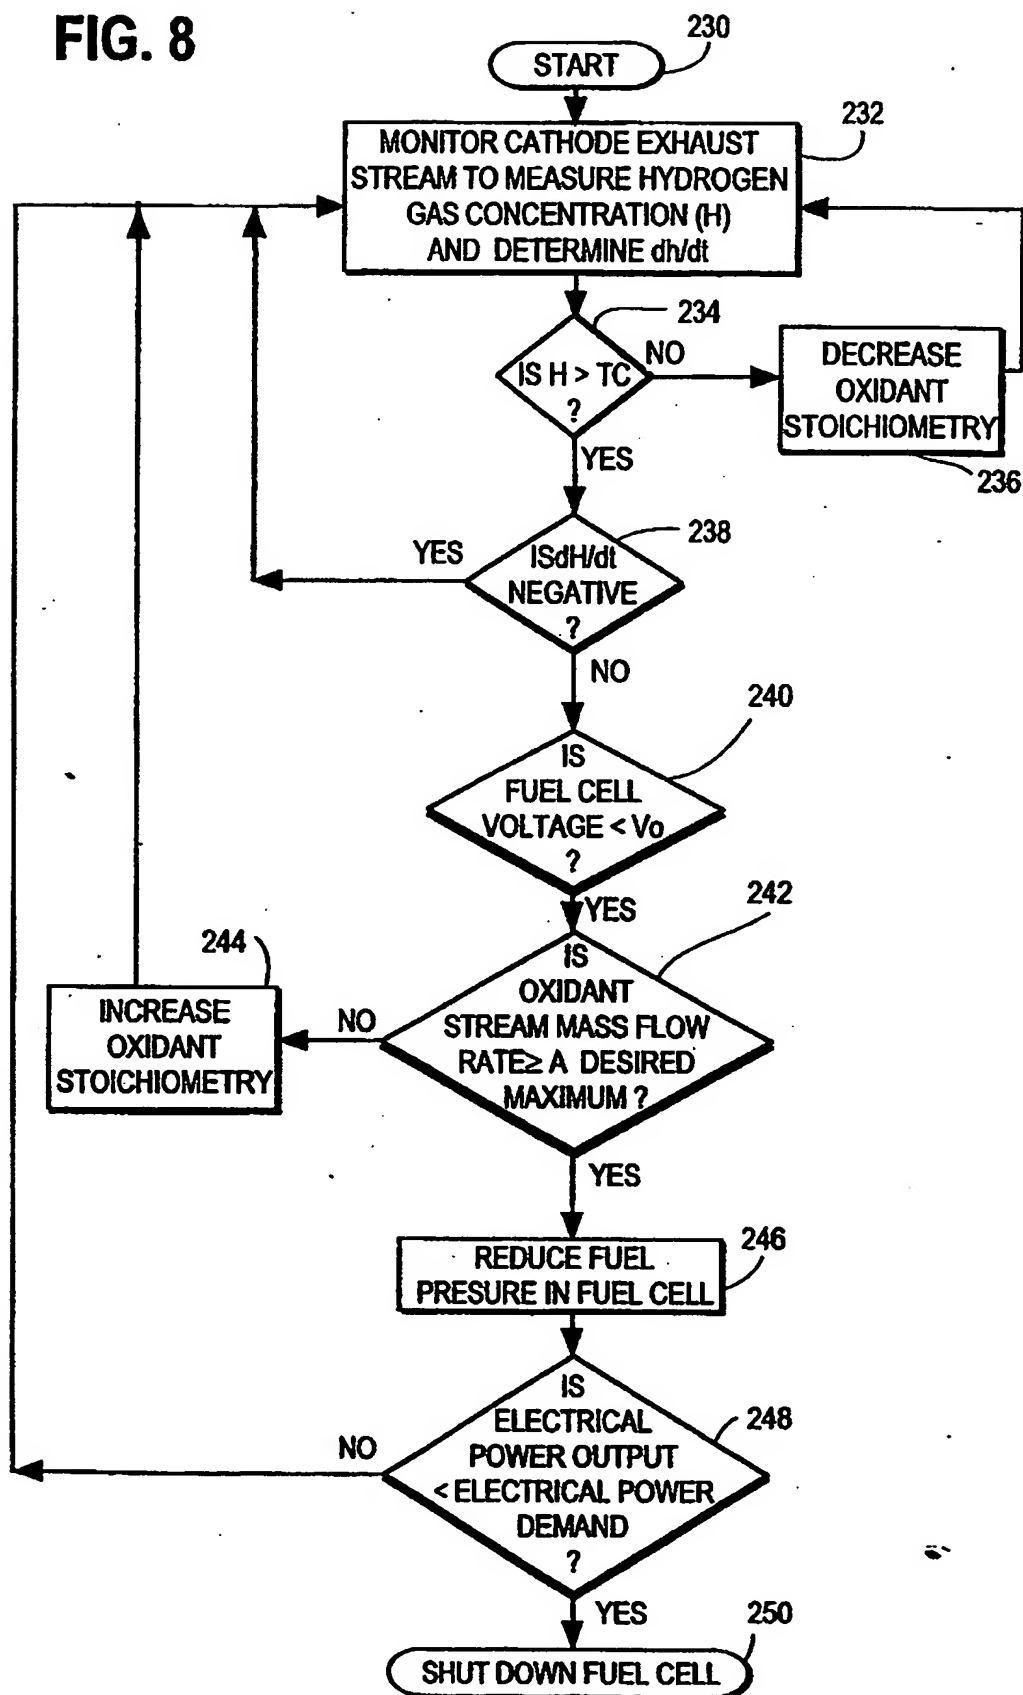 FIG. 8
230
START
232
MONITOR CATHODE EXHAUST
STREAM TO MEASURE HYDROGEN
GAS CONCENTRATION (H)
AND DETERMINE dh/dt
234
IS H > TC
?
NO
YES
DECREASE
OXIDANT
STOICHIOMETRY
236
238
YES
ISdH/dt
NEGATIVE
?
NO
240
IS
FUEL CELL
VOLTAGE < Vo
?
YES
242
IS
OXIDANT
STREAM MASS FLOW
RATE≥ A DESIRED
MAXIMUM ?
NO
244
INCREASE
OXIDANT
STOICHIOMETRY
YES
246
REDUCE FUEL
PRESURE IN FUEL CELL
248
IS
ELECTRICAL
POWER OUTPUT
< ELECTRICAL POWER
DEMAND
?
NO
YES
250
SHUT DOWN FUEL CELL